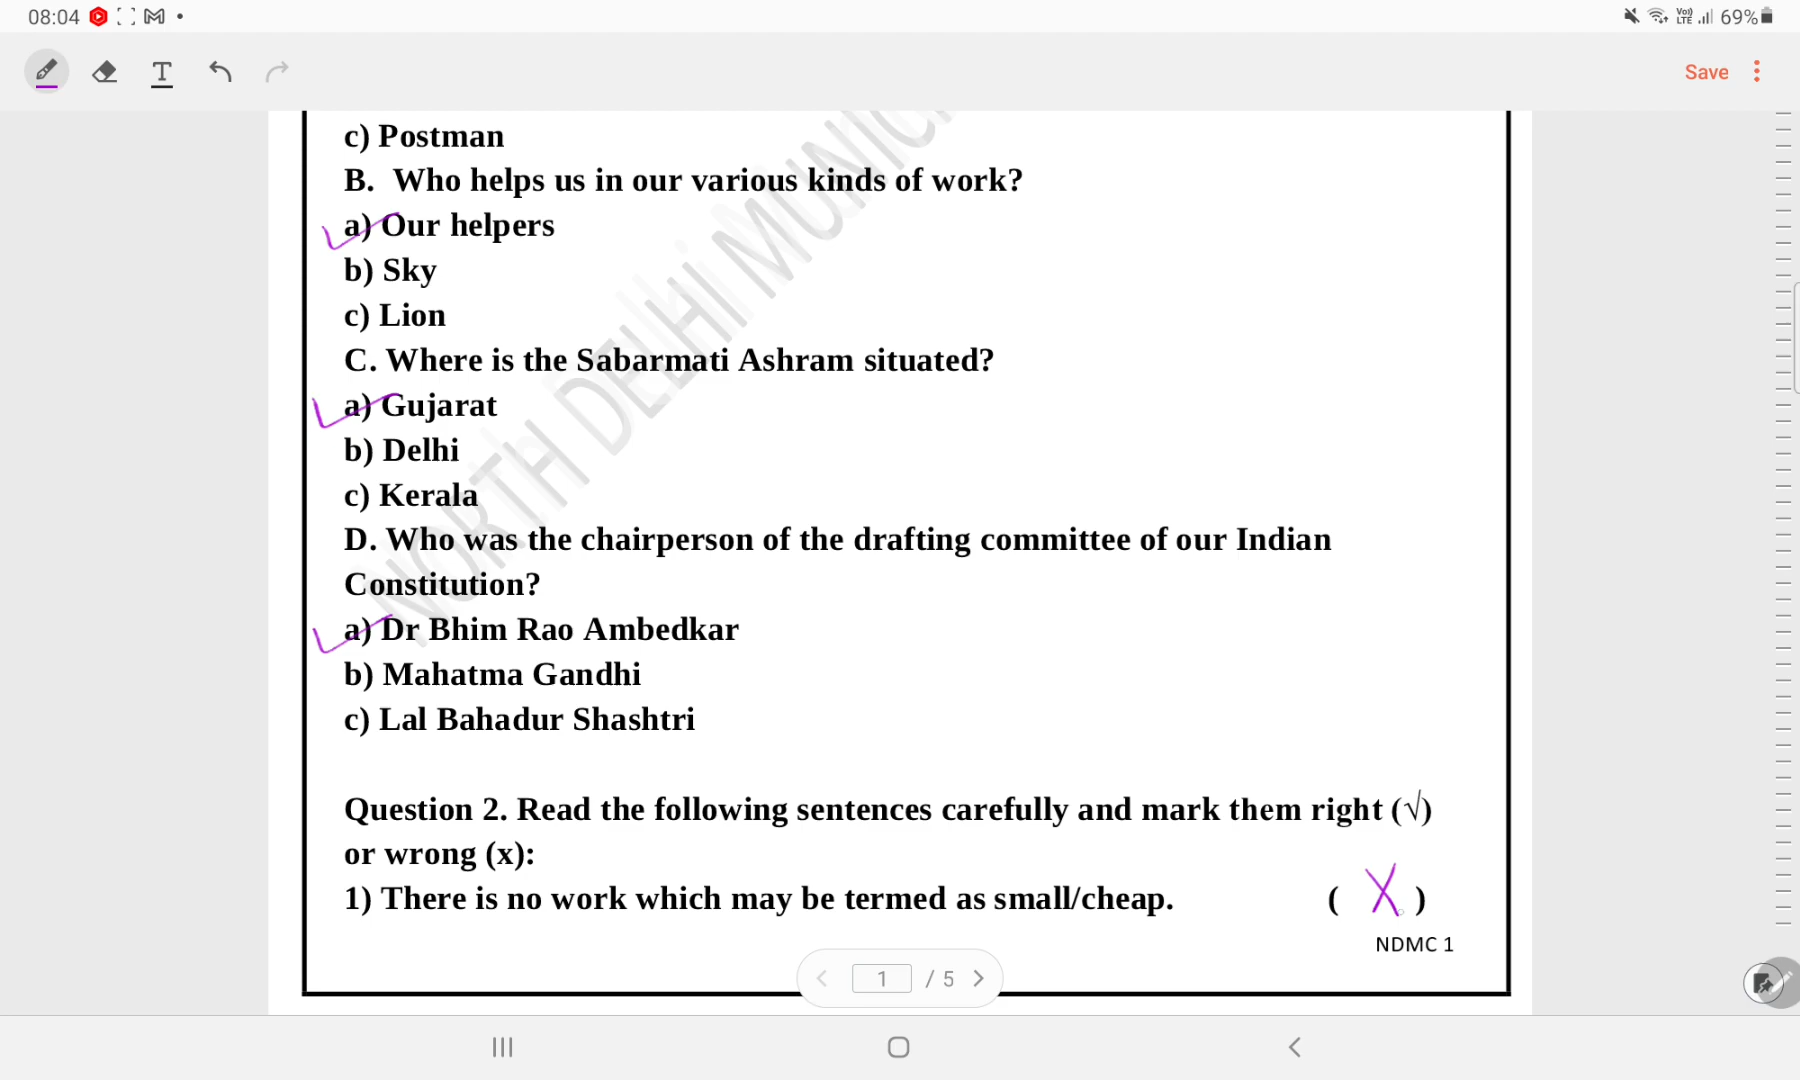 08:04
Vo))
LTE
69%
T
Save
c) Postman
B. Who helps us in our various kinds of work?
a) Our helpers
b) Sky
c) Lion
C. Where is the Sabarmati Ashram situated?
a) Gujarat
b) Delhi
c) Kerala
D. Who was the chairperson of the drafting committee of our Indian
Constitution?
a) Dr Bhim Rao Ambedkar
b) Mahatma Gandhi
c) Lal Bahadur Shashtri
Question 2. Read the following sentences carefully and mark them right (√)
or wrong (x):
1) There is no work which may be termed as small/cheap. ( X )
NDMC 1
1 / 5
NORTH DELHI